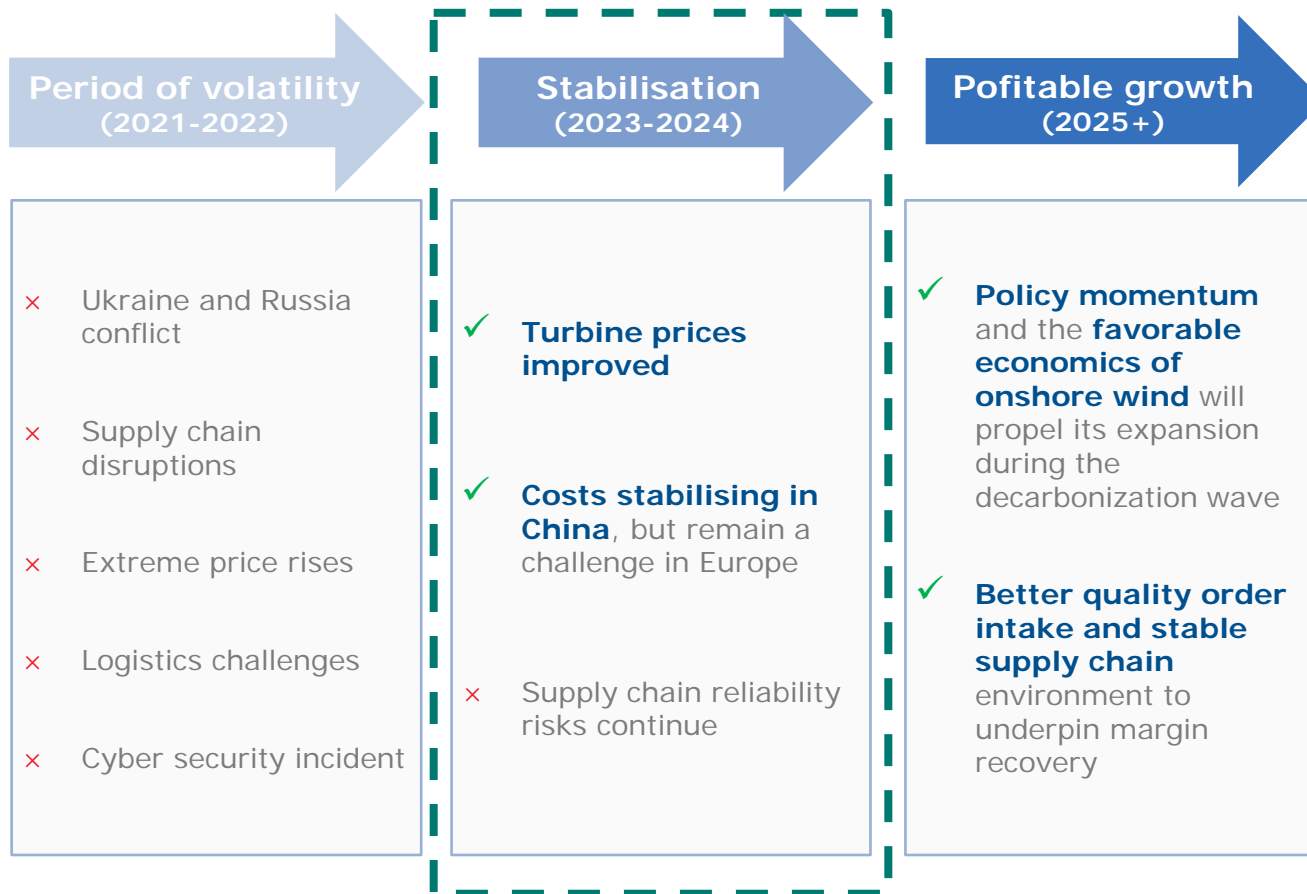 Period of volatility
(2021-2022)
× Ukraine and Russia
conflict
× Supply chain
disruptions
× Extreme price rises
× Logistics challenges
× Cyber security incident
Stabilisation
(2023-2024)
✓ Turbine prices
improved
✓ Costs stabilising in
China, but remain a
challenge in Europe
× Supply chain reliability
risks continue
Pofitable growth
(2025+)
✓ Policy momentum
and the favorable
economics of
onshore wind will
propel its expansion
during the
decarbonization wave
✓ Better quality order
intake and stable
supply chain
environment to
underpin margin
recovery